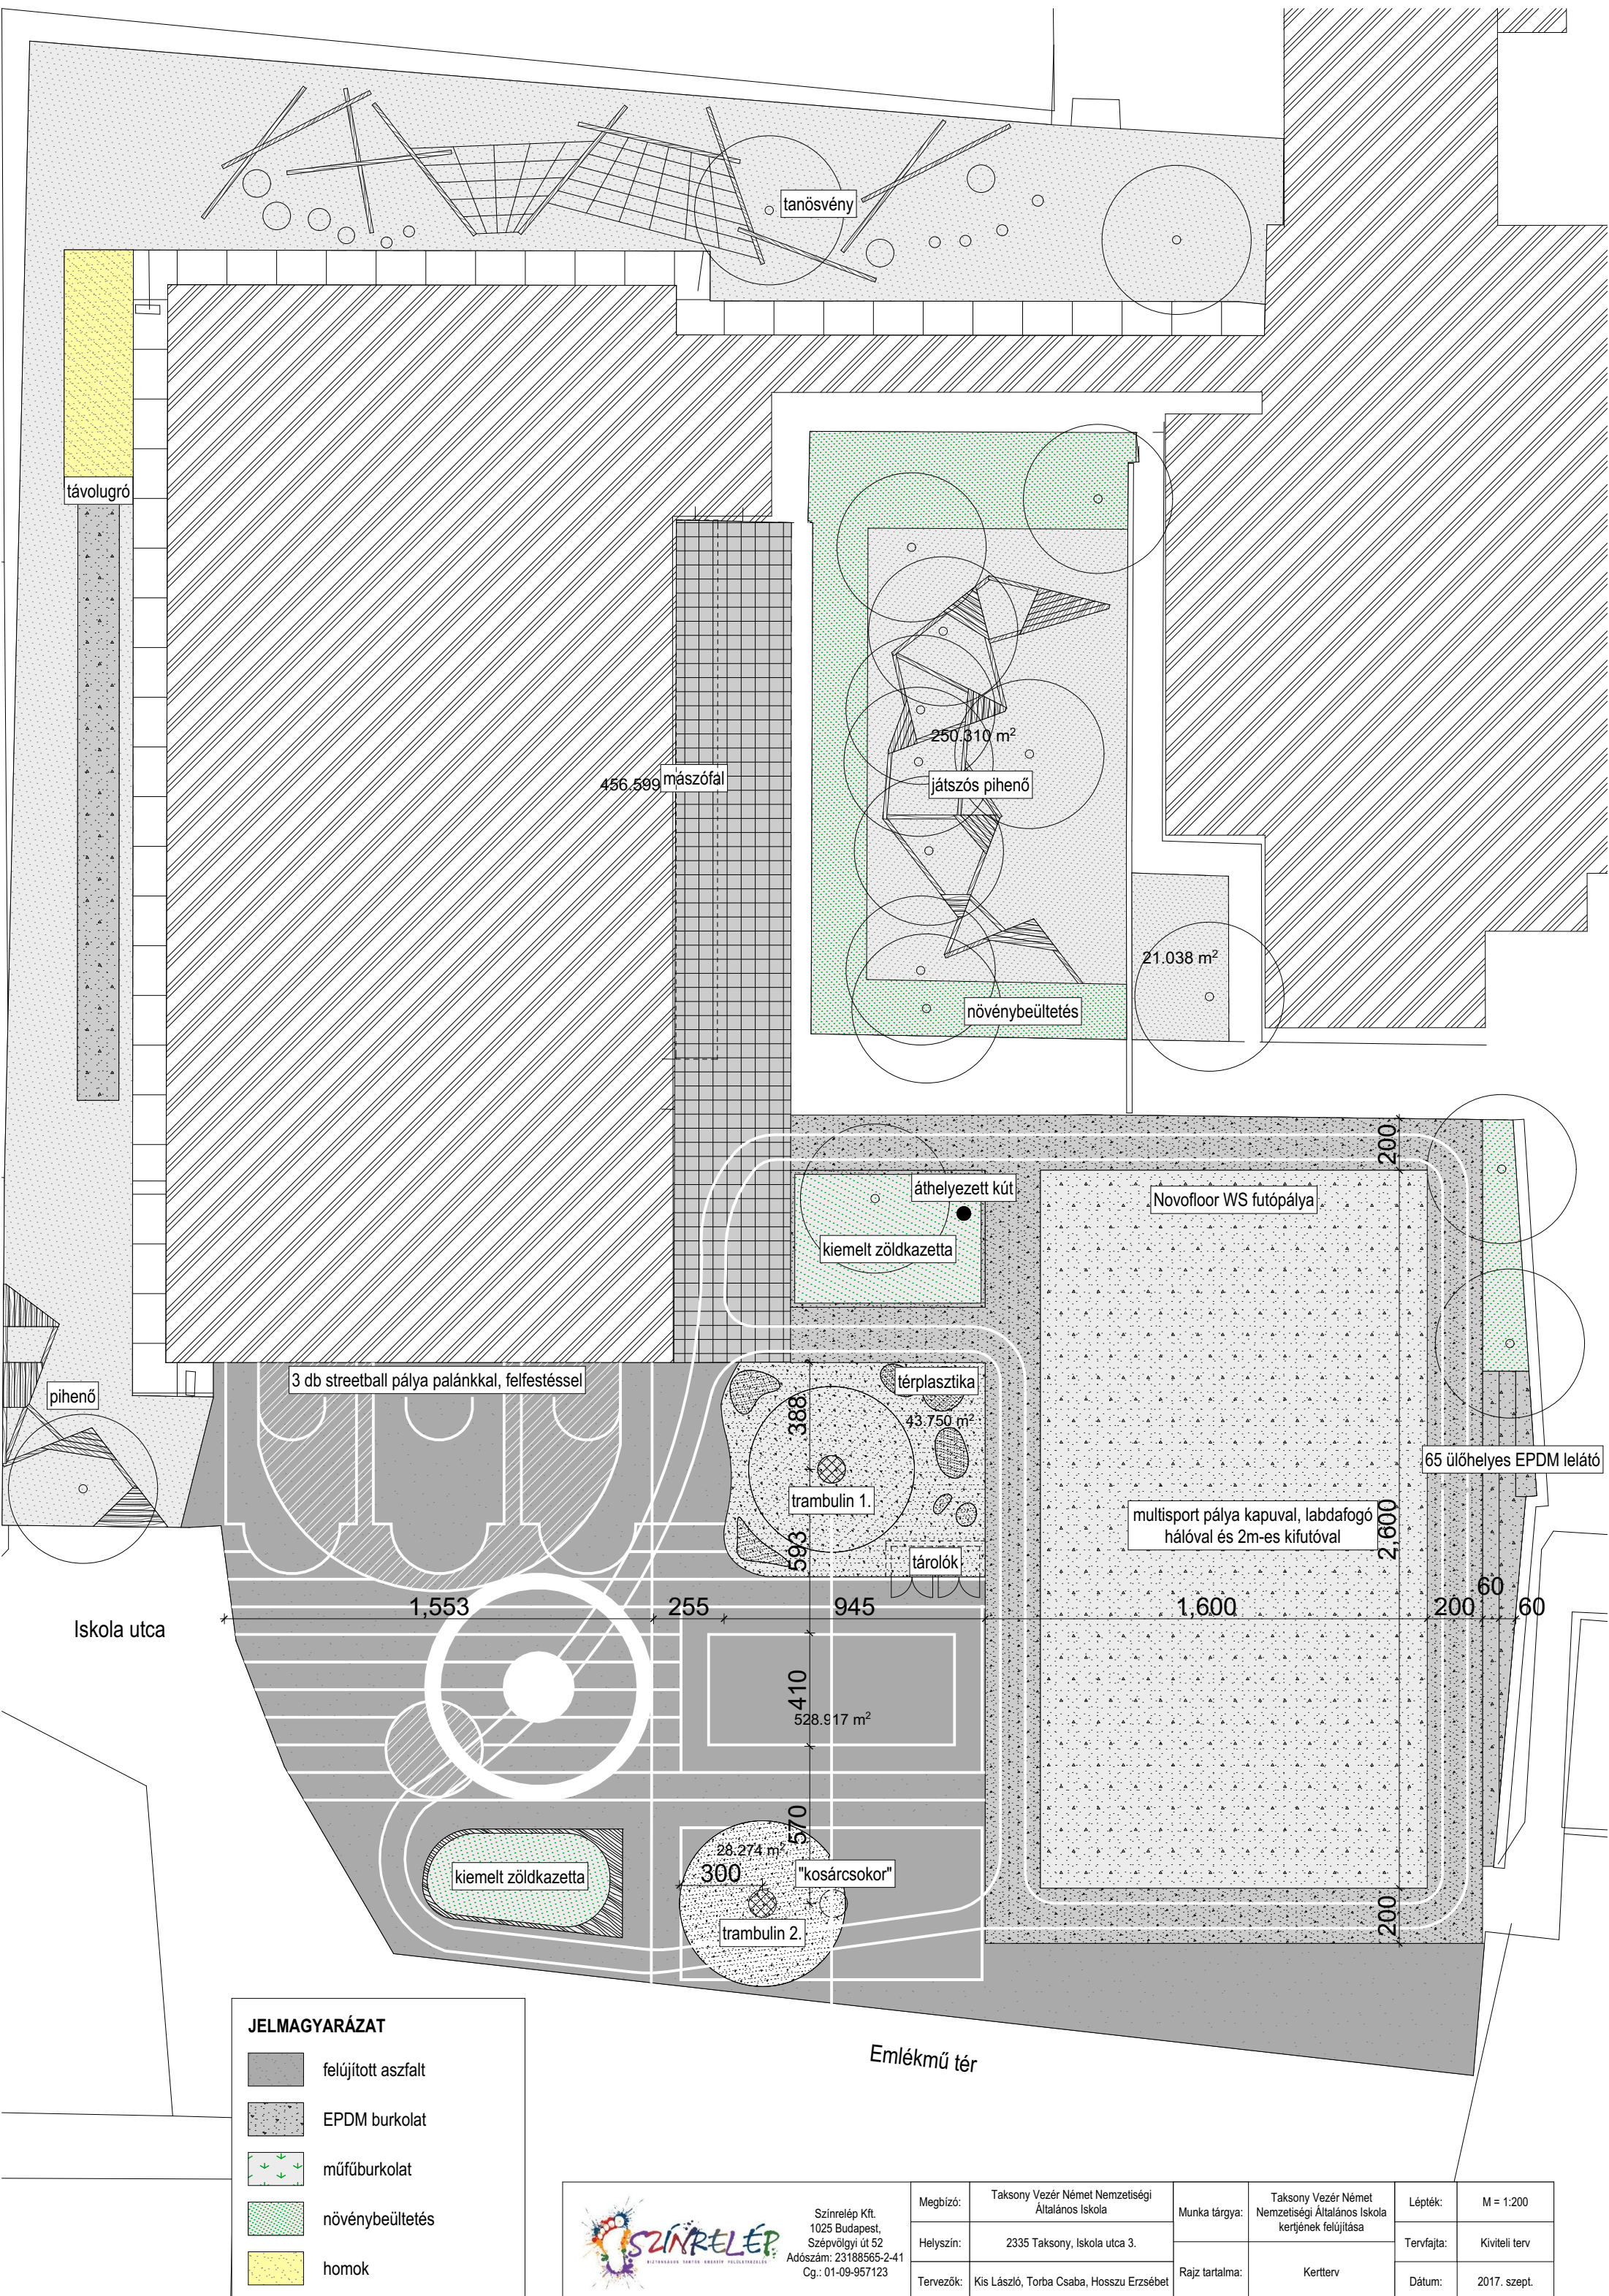 tanösvény
távolugró
250.310 m²
456.599
mászófal
játszós pihenő
21.038 m²
növénybeültetés
200
áthelyezett kút
Novofloor WS futópálya
kiemelt zöldkazetta
3 db streetball pálya palánkkal, felfestéssel
térplasztika
pihenő
388
43.750 m²
65 ülőhelyes EPDM lelátó
trambulin 1.
multisport pálya kapuval, labdafogó
hálóval és 2m-es kifutóval
2,600
593
tárolók
1,553
255
945
1,600
200
60
60
Iskola utca
410
528.917 m²
570
28.274 m²
300
"kosárcsokor"
kiemelt zöldkazetta
trambulin 2.
200
Emlékmű tér
JELMAGYARÁZAT
felújított aszfalt
EPDM burkolat
műfűburkolat
növénybeültetés
homok
SZÍNRELÉP
Színrelép Kft.
1025 Budapest,
Szépvölgyi út 52
Adószám: 23188565-2-41
Cg.: 01-09-957123
Megbízó:
Taksony Vezér Német Nemzetiségi
Általános Iskola
Helyszín:
2335 Taksony, Iskola utca 3.
Tervezők:
Kis László, Torba Csaba, Hosszu Erzsébet
Munka tárgya:
Taksony Vezér Német
Nemzetiségi Általános Iskola
kertjének felújítása
Rajz tartalma:
Kertterv
Lépték:
M = 1:200
Tervfajta:
Kiviteli terv
Dátum:
2017. szept.